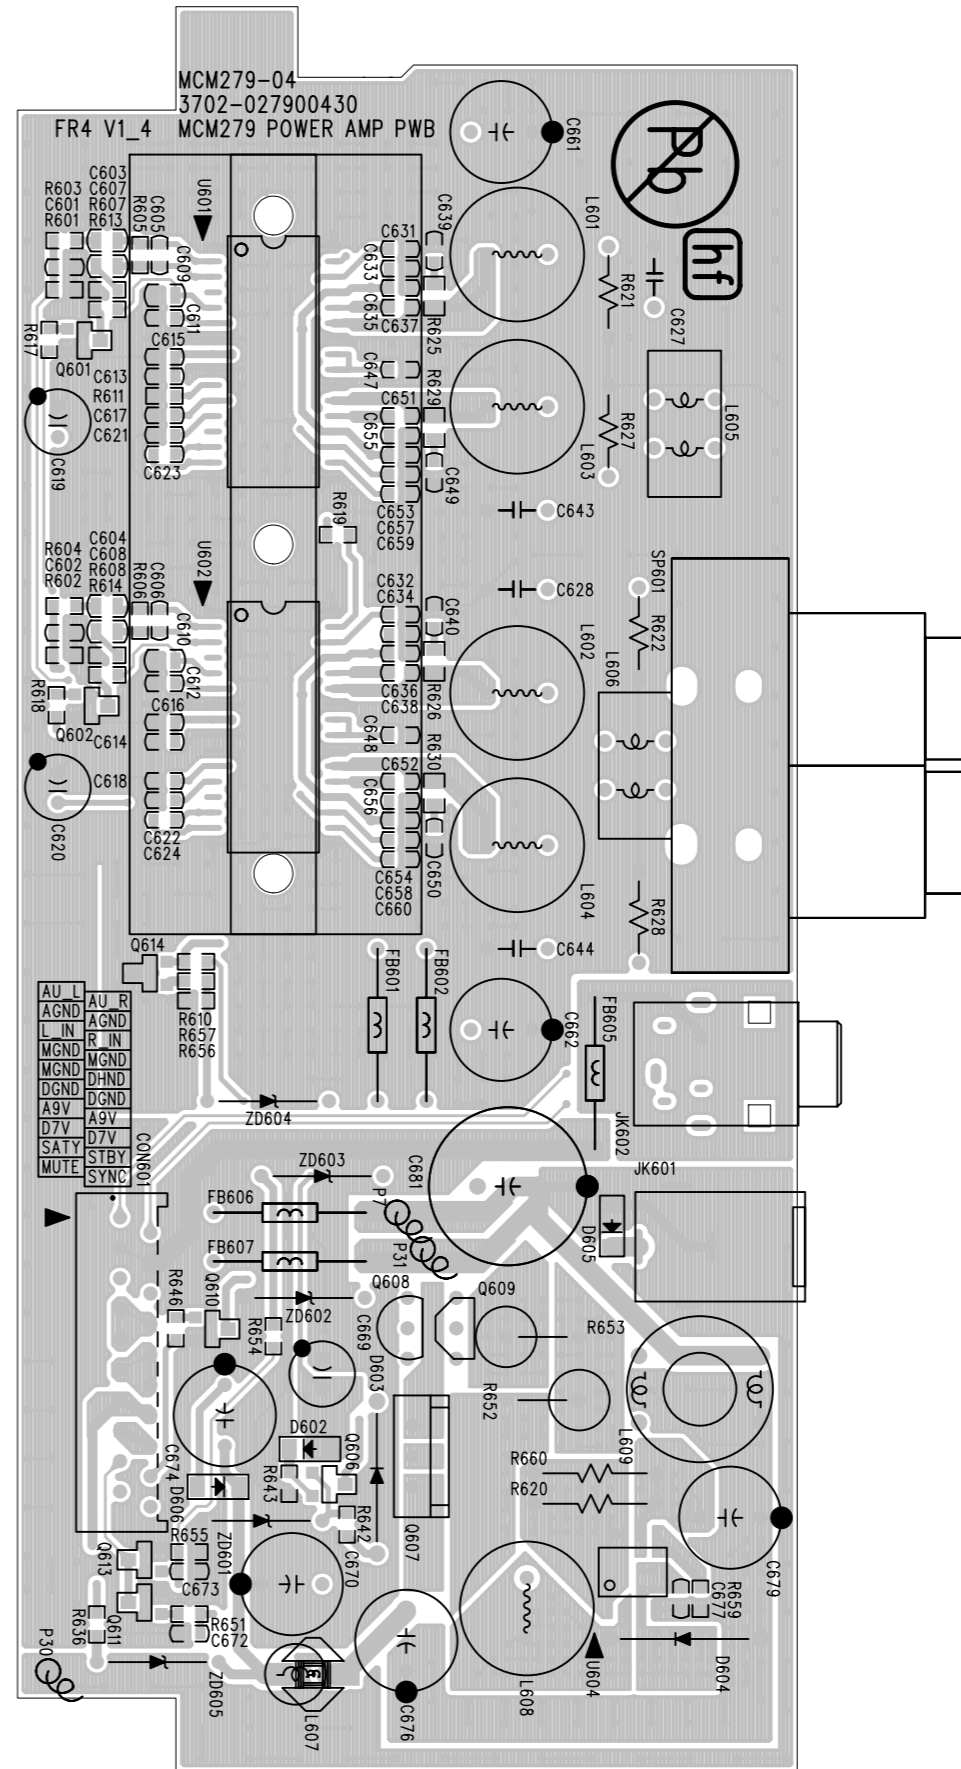 MCM279-04
3702-027900430
FR4 V1_4 MCM279 POWER AMP PWB
C661
Pb
hf
C603
R603 C607
C601 R607
R601 R613
R605
C605
C609
U601
C631
C633
C635
C637
C639
R625
L601
R621
C627
C611
R617
Q601
C615
C613
R611
C617
C621
C623
C619
C647
R629
C651
C655
C649
C653
C657
C659
R627
L603
L605
R619
C643
C628
SP601
C604
R604 C608
C602 R608
R602 R614
R606
C606
C610
U602
C632
C634
C640
C636
C638
R626
L602
R622
L606
C612
R618
Q602
C616
C614
C618
C620
C622
C624
C648
R630
C652
C656
C650
C654
C658
C660
L604
R628
C644
Q614
R610
R657
R656
FB601
FB602
C662
FB605
AU_L
AU_R
AGND
AGND
L_IN
R_IN
MGND
MGND
MGND
DHND
DGND
DGND
A9V
A9V
D7V
D7V
SATY
STBY
MUTE
SYNC
CON601
ZD604
ZD603
C681
JK602
JK601
FB606
FB607
P7
P31
D605
ZD602
Q608
Q609
R646
Q610
R654
C669
D603
R653
R652
L609
D602
Q606
R643
R642
C674
D606
ZD601
Q607
R660
R620
C679
Q613
R655
C673
C670
Q611
R636
R651
C672
P30
ZD605
L607
C676
L608
U604
R659
C677
D604